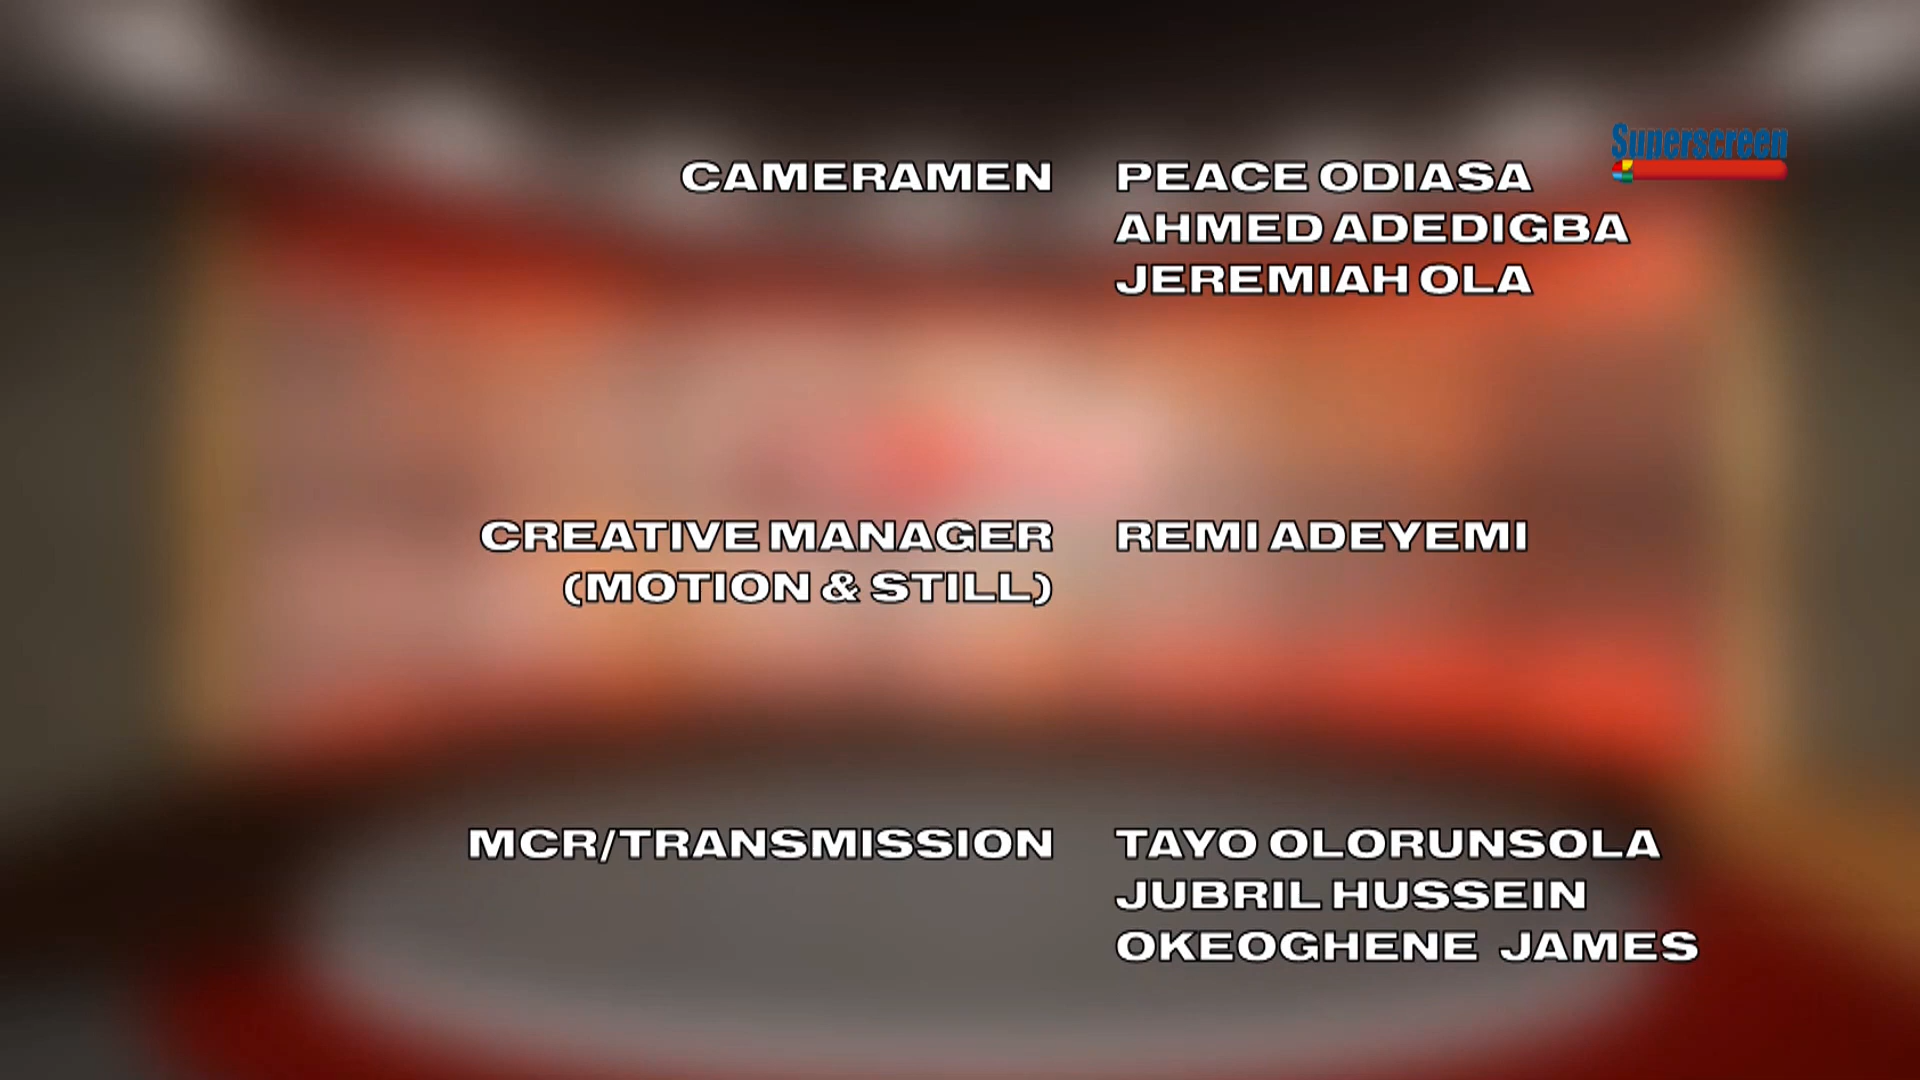 Superscreen
CAMERAMEN PEACE ODIASA
AHMED ADEDIGBA
JEREMIAH OLA
CREATIVE MANAGER REMI ADEYEMI
(MOTION & STILL)
MCR/TRANSMISSION TAYO OLORUNSOLA
JUBRIL HUSSEIN
OKEOGHENE JAMES